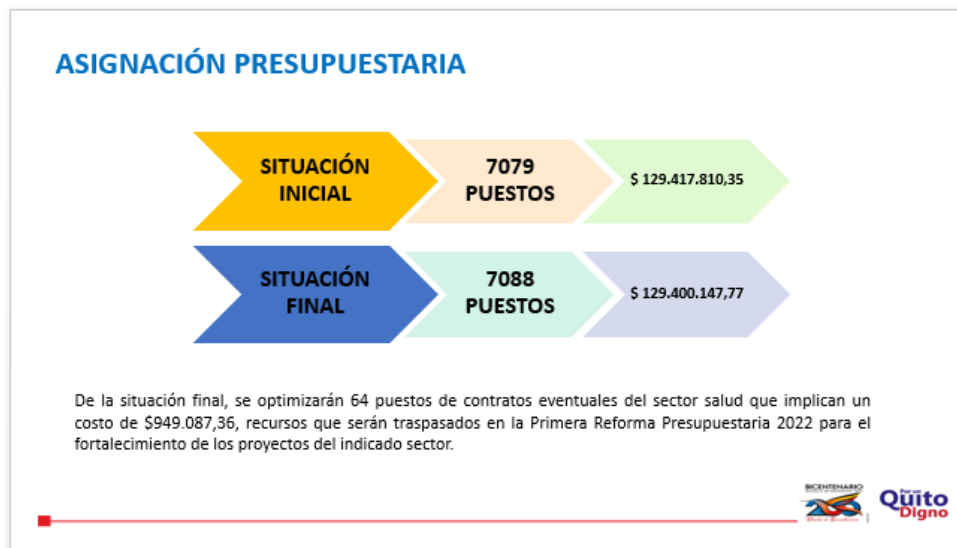 ASIGNACIÓN PRESUPUESTARIA
SITUACIÓN
INICIAL
7079
PUESTOS
$ 129.417.810,35
SITUACIÓN
FINAL
7088
PUESTOS
$ 129.400.147,77
De la situación final, se optimizarán 64 puestos de contratos eventuales del sector salud que implican un
costo de $949.087,36, recursos que serán traspasados en la Primera Reforma Presupuestaria 2022 para el
fortalecimiento de los proyectos del indicado sector.
BICENTENARIO
Por un
Quito
Digno